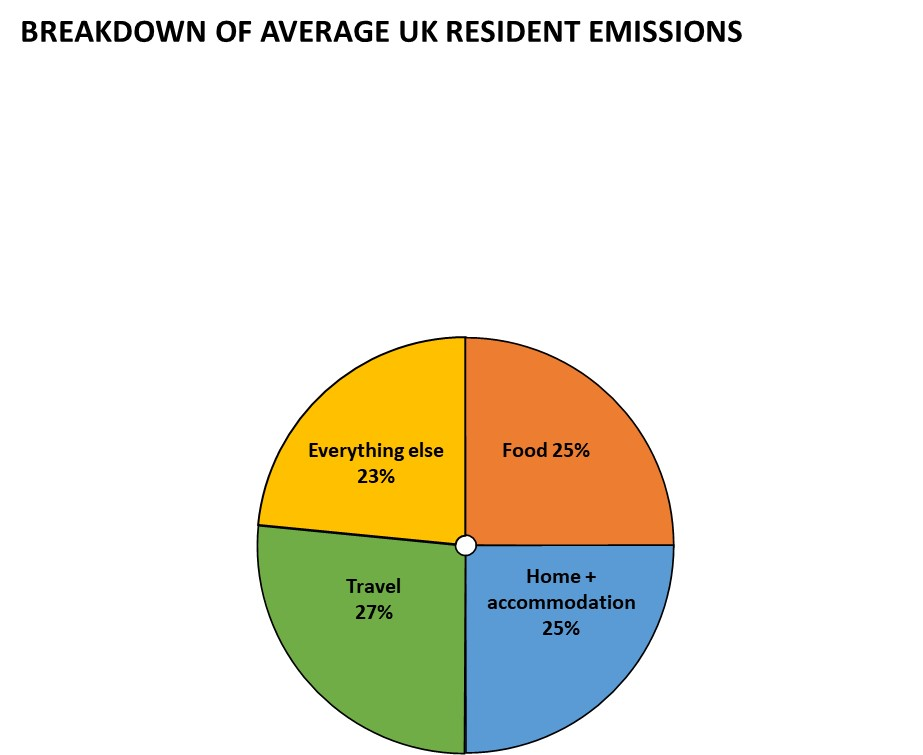 BREAKDOWN OF AVERAGE UK RESIDENT EMISSIONS
Everything else
23%
Food 25%
Travel
27%
Home +
accommodation
25%